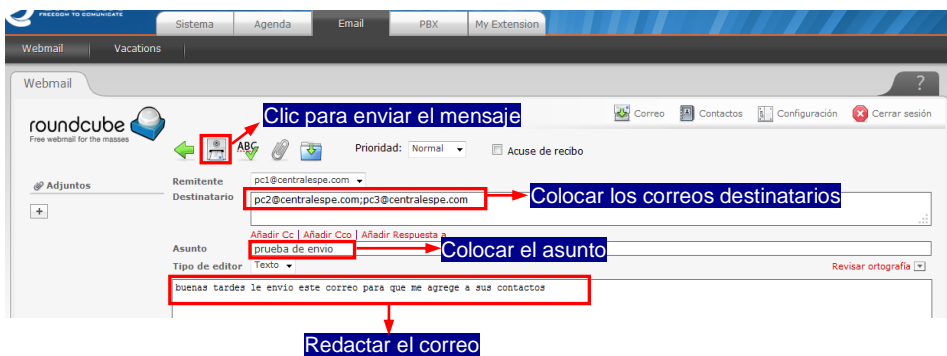 FREEDOM TO COMUNICATE
Sistema Agenda Email PBX My Extension
Webmail Vacations
Webmail ?
roundcube
Free webmail for the masses
Clic para enviar el mensaje
Correo Contactos Configuración Cerrar sesión
ABC Prioridad: Normal Acuse de recibo
Adjuntos
+
Remitente pc1@centralespe.com
Destinatario pc2@centralespe.com;pc3@centralespe.com
Colocar los correos destinatarios
Añadir Cc | Añadir Cco | Añadir Respuesta a
Asunto prueba de envio
Colocar el asunto
Tipo de editor Texto Revisar ortografía
buenas tardes le envio este correo para que me agrege a sus contactos
Redactar el correo